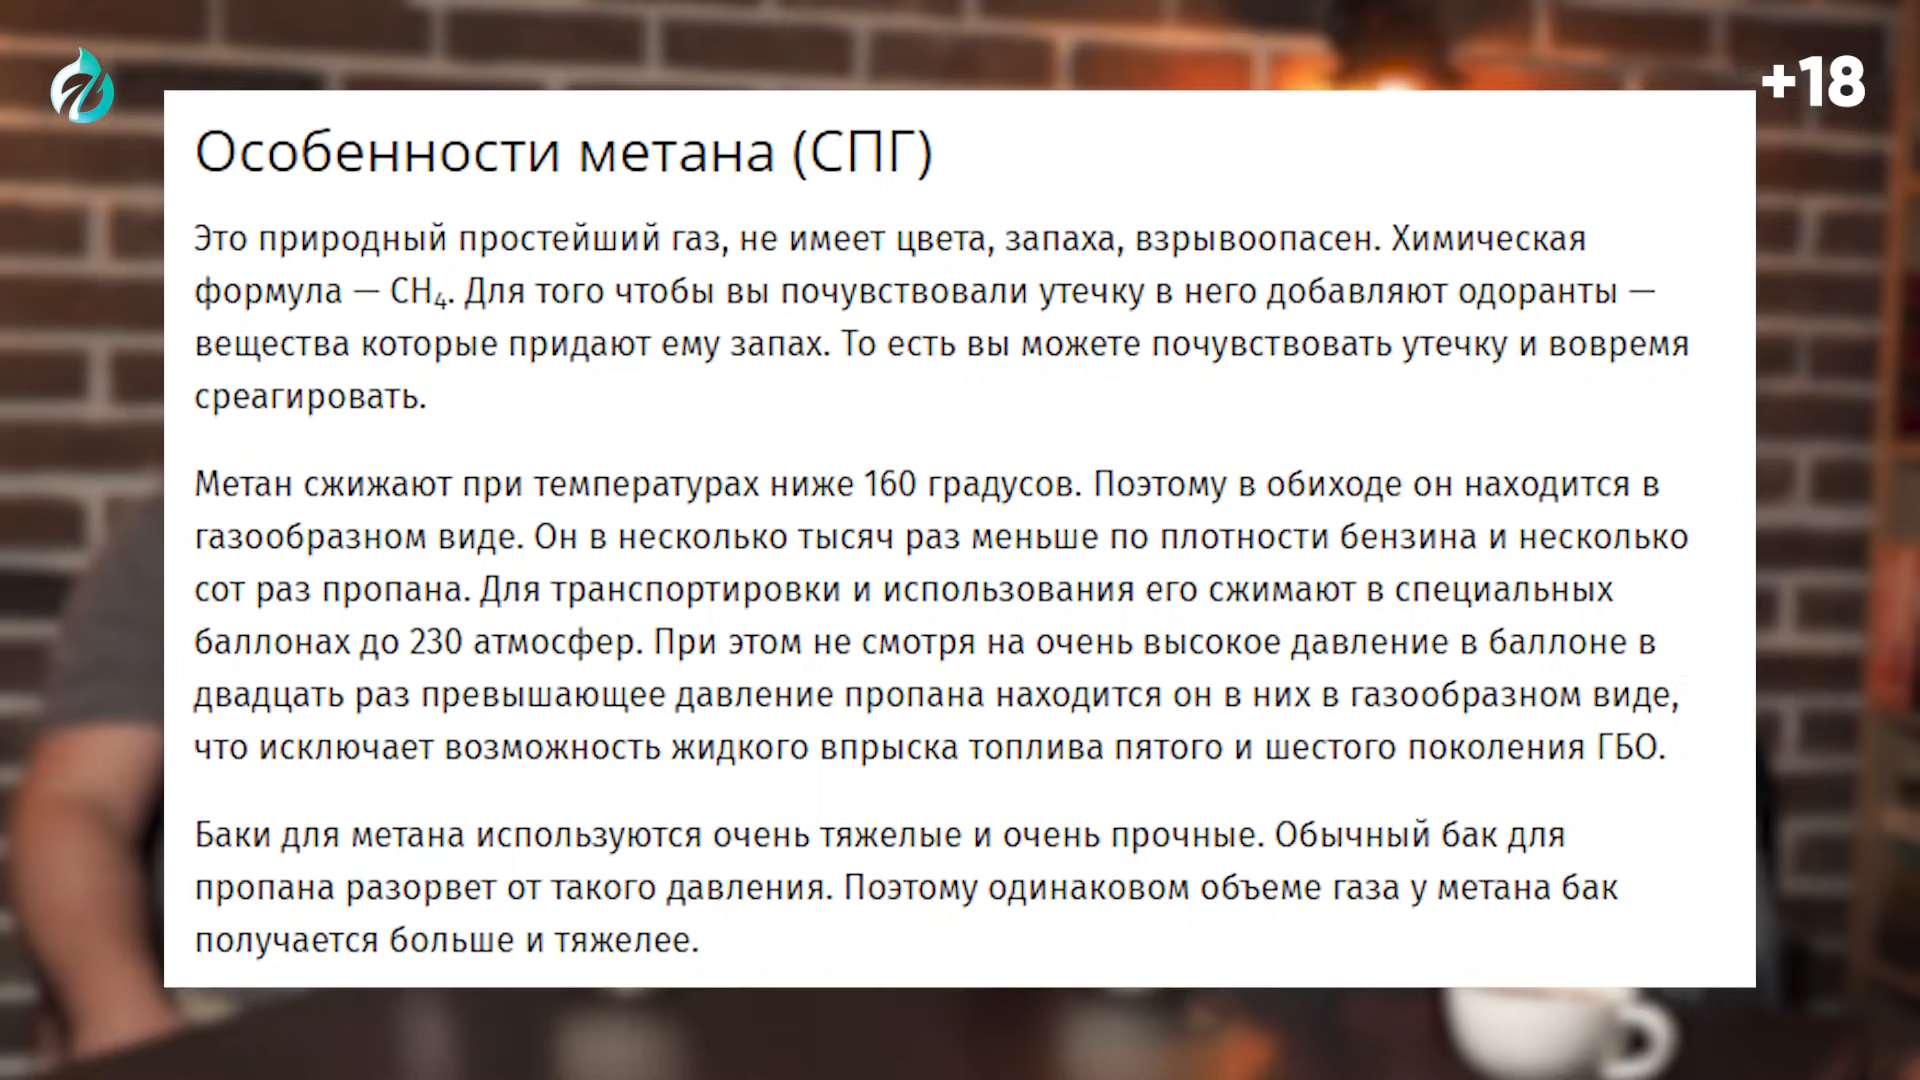 +18
Особенности метана (СПГ)
Это природный простейший газ, не имеет цвета, запаха, взрывоопасен. Химическая
формула — CH₄. Для того чтобы вы почувствовали утечку в него добавляют одоранты —
вещества которые придают ему запах. То есть вы можете почувствовать утечку и вовремя
среагировать.
Метан сжижают при температурах ниже 160 градусов. Поэтому в обиходе он находится в
газообразном виде. Он в несколько тысяч раз меньше по плотности бензина и несколько
сот раз пропана. Для транспортировки и использования его сжимают в специальных
баллонах до 230 атмосфер. При этом не смотря на очень высокое давление в баллоне в
двадцать раз превышающее давление пропана находится он в них в газообразном виде,
что исключает возможность жидкого впрыска топлива пятого и шестого поколения ГБО.
Баки для метана используются очень тяжелые и очень прочные. Обычный бак для
пропана разорвет от такого давления. Поэтому одинаковом объеме газа у метана бак
получается больше и тяжелее.